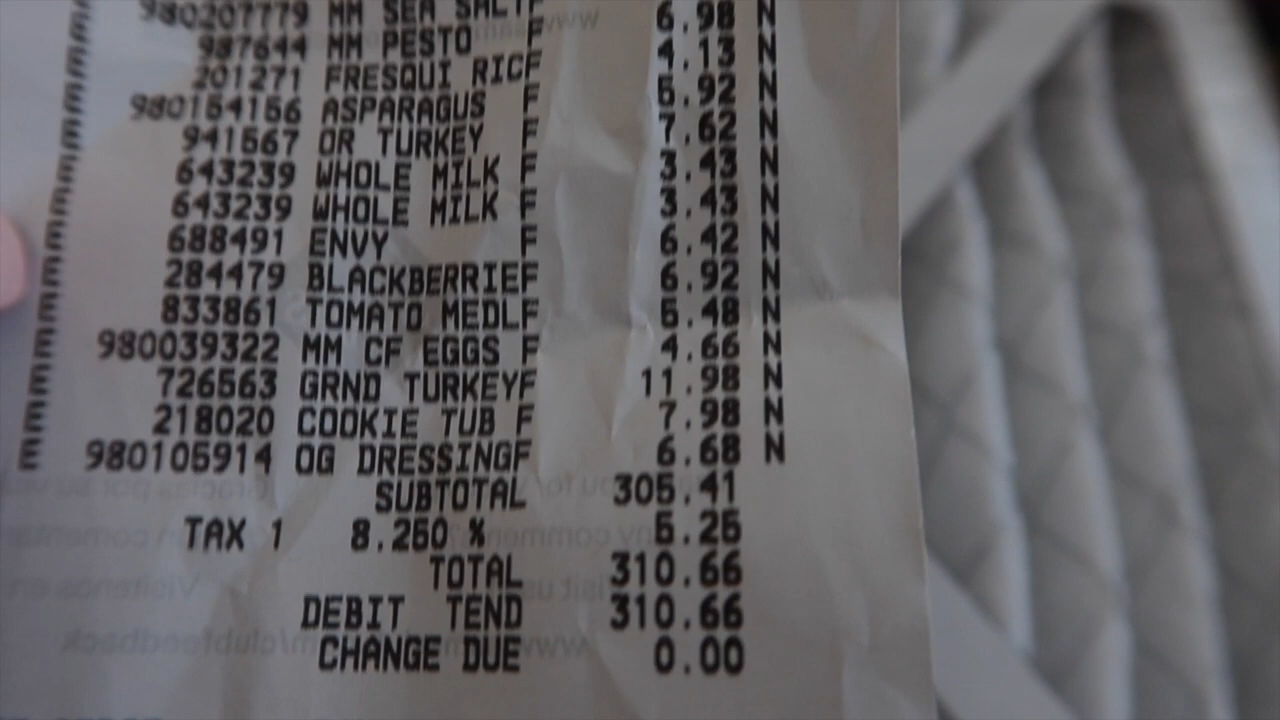 980207779 MM SEA SALTF 6.98 N
987644 MM PESTO F 4.13 N
201271 FRESQUI RICF 5.92 N
E 980154156 ASPARAGUS F 7.62 N
E 941567 OR TURKEY F 3.43 N
E 643239 WHOLE MILK F 3.43 N
E 643239 WHOLE MILK F 6.42 N
E 688491 ENVY F 6.92 N
E 284479 BLACKBERRIEF 5.48 N
E 833861 TOMATO MEDLF 4.66 N
E 980039322 MM CF EGGS F 11.98 N
E 726563 GRND TURKEYF 7.98 N
E 218020 COOKIE TUB F 6.68 N
E 980105914 OG DRESSINGF
SUBTOTAL 305.41
TAX 1 8.250 % 5.25
TOTAL 310.66
DEBIT TEND 310.66
CHANGE DUE 0.00